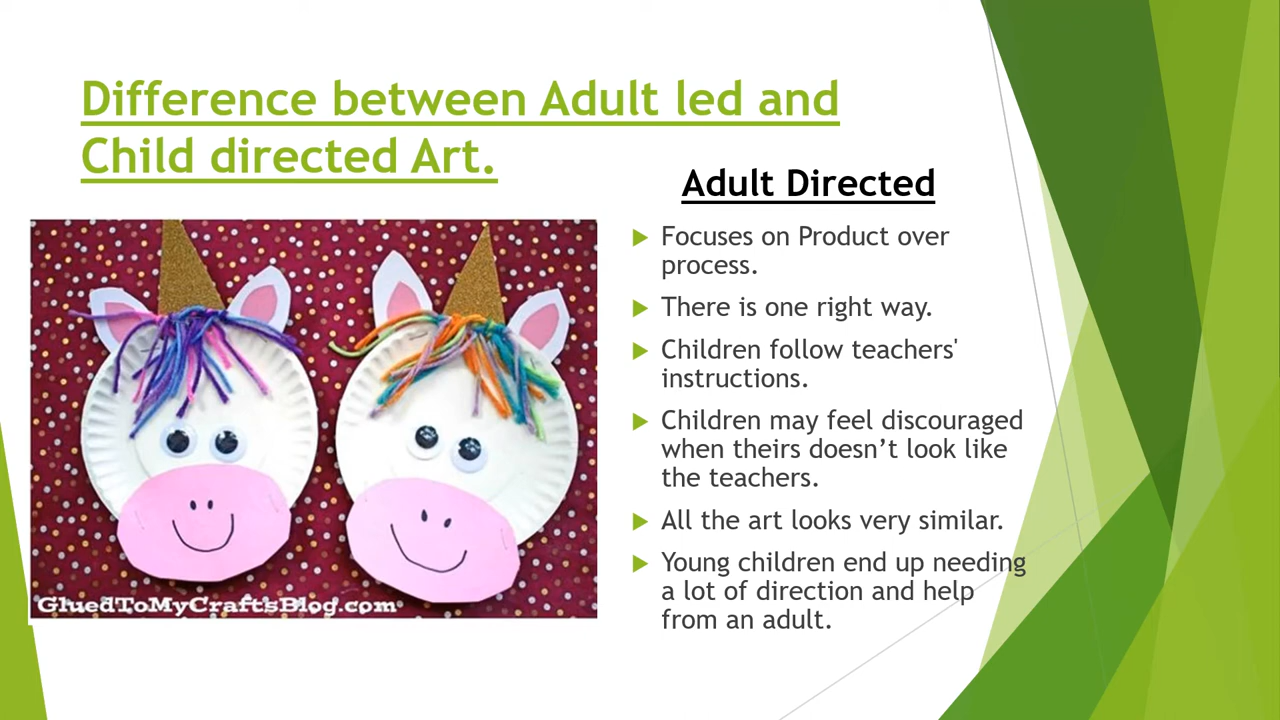 Difference between Adult led and
Child directed Art.
Adult Directed
Focuses on Product over
process.
There is one right way.
Children follow teachers'
instructions.
Children may feel discouraged
when theirs doesn’t look like
the teachers.
All the art looks very similar.
Young children end up needing
a lot of direction and help
from an adult.
GluedToMyCraftsBlog.com